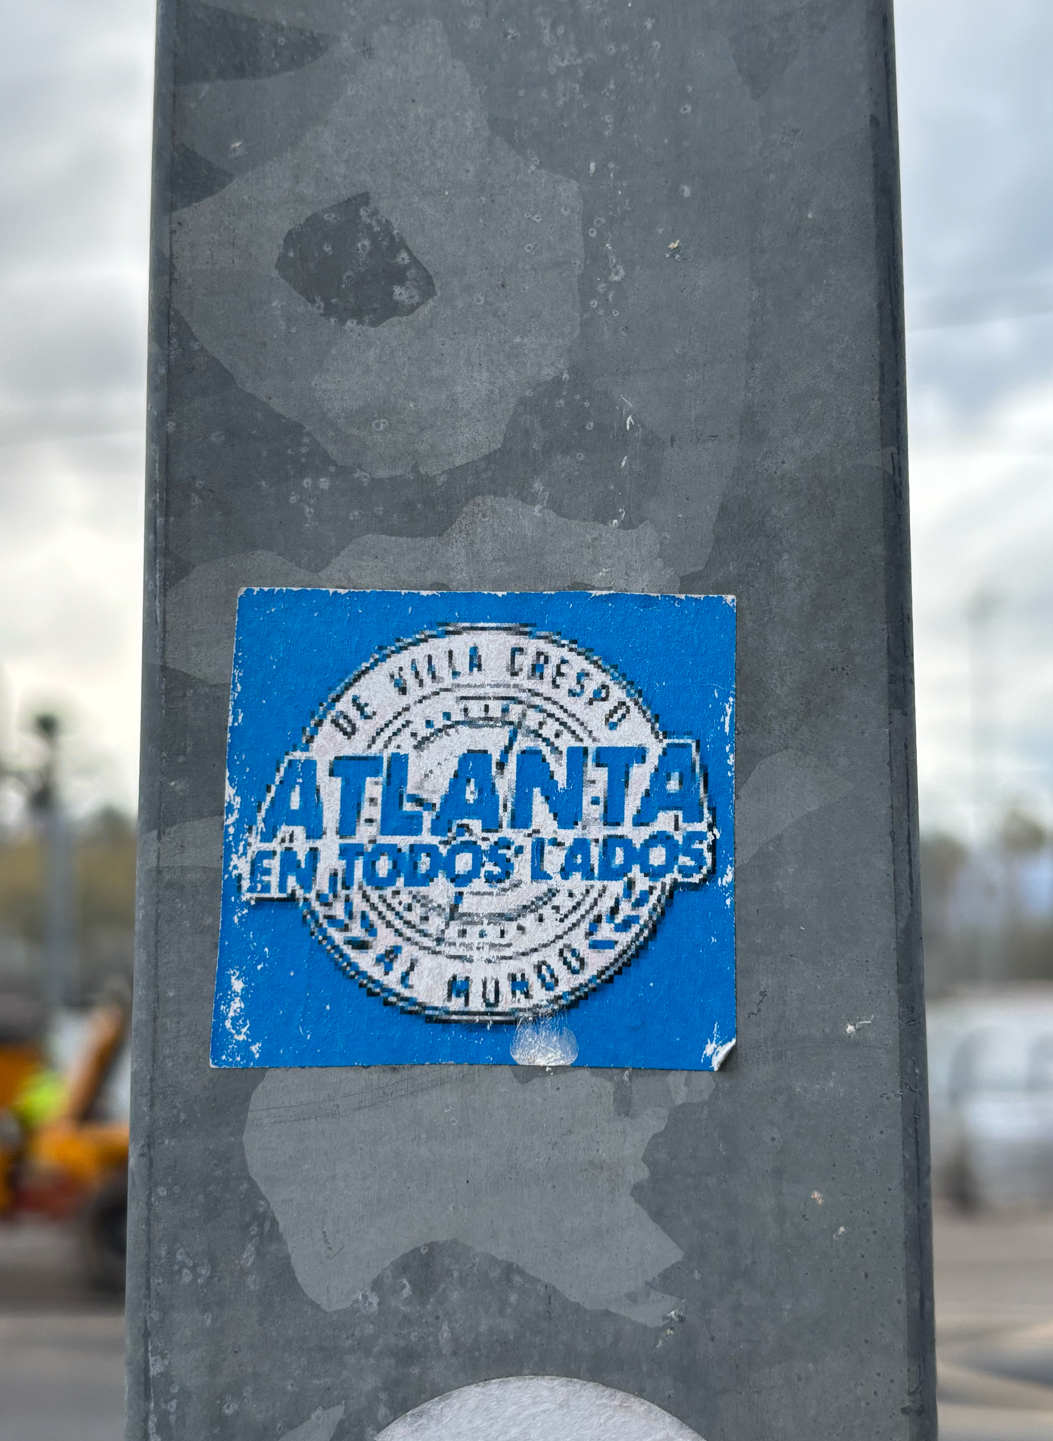 DE VILLA CRESPO
ATLANTA
EN TODOS LADOS
AL MUNDO